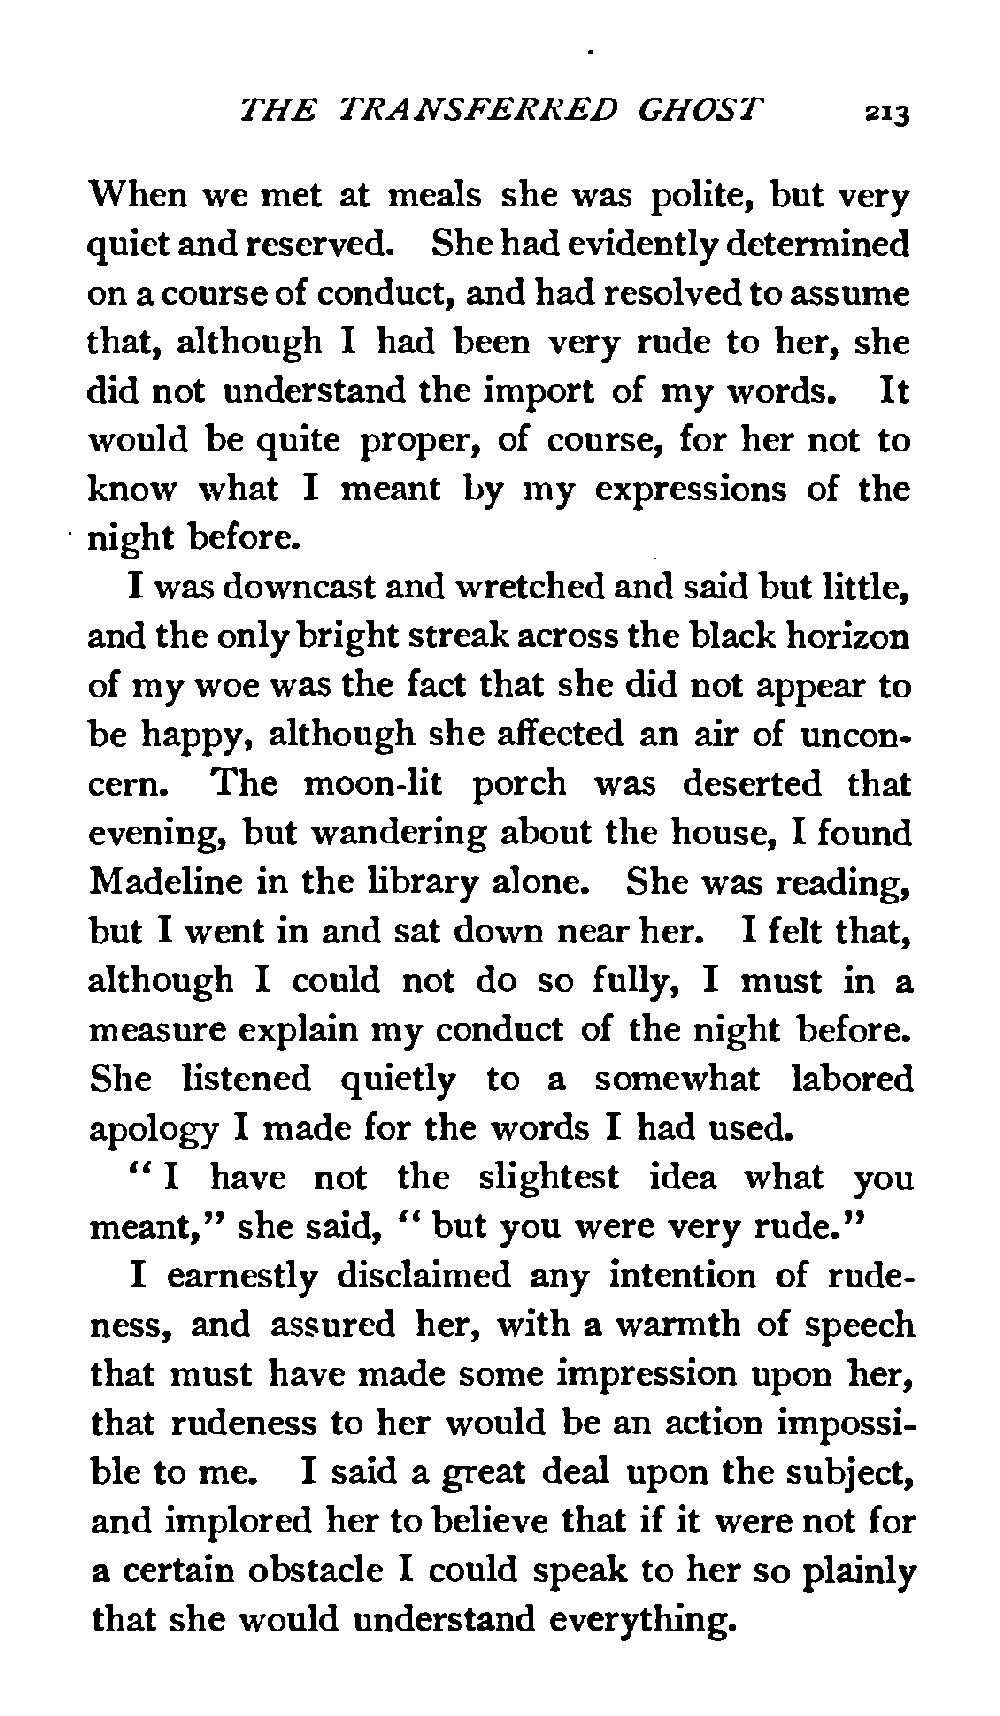 THE TRANSFERRED GHOST 213
When we met at meals she was polite, but very
quiet and reserved. She had evidently determined
on a course of conduct, and had resolved to assume
that, although I had been very rude to her, she
did not understand the import of my words. It
would be quite proper, of course, for her not to
know what I meant by my expressions of the
night before.
I was downcast and wretched and said but little,
and the only bright streak across the black horizon
of my woe was the fact that she did not appear to
be happy, although she affected an air of uncon-
cern. The moon-lit porch was deserted that
evening, but wandering about the house, I found
Madeline in the library alone. She was reading,
but I went in and sat down near her. I felt that,
although I could not do so fully, I must in a
measure explain my conduct of the night before.
She listened quietly to a somewhat labored
apology I made for the words I had used.
“ I have not the slightest idea what you
meant,” she said, “ but you were very rude.”
I earnestly disclaimed any intention of rude-
ness, and assured her, with a warmth of speech
that must have made some impression upon her,
that rudeness to her would be an action impossi-
ble to me. I said a great deal upon the subject,
and implored her to believe that if it were not for
a certain obstacle I could speak to her so plainly
that she would understand everything.